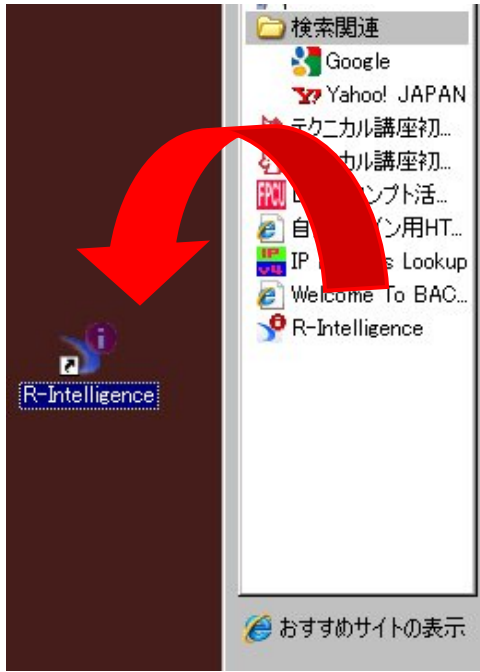 検索関連
Google
Yahoo! JAPAN
テクニカル講座初...
カル講座初...
プト活...
自
ン用HT...
IP
s Lookup
Welcome To BAC...
R-Intelligence
R-Intelligence
おすすめサイトの表示